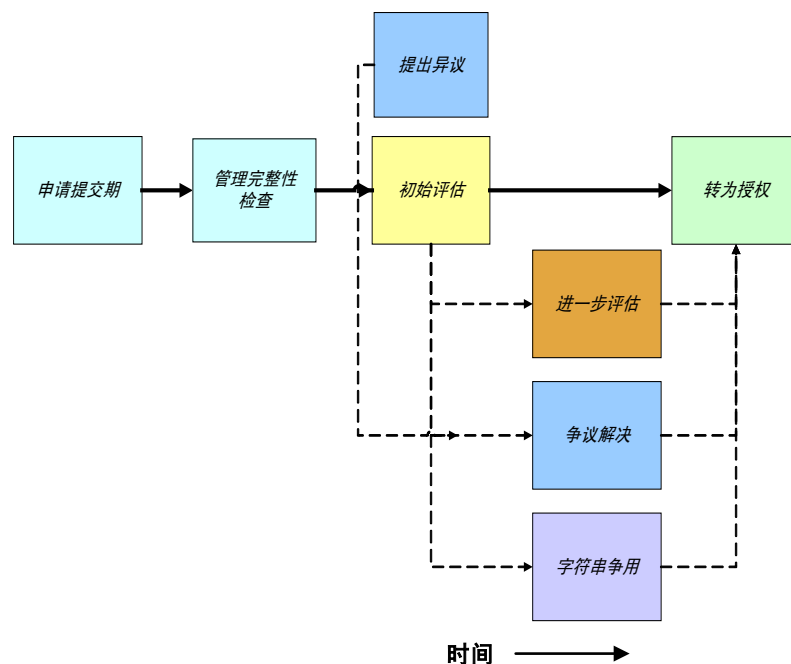 提出异议
申请提交期
管理完整性
检查
初始评估
转为授权
进一步评估
争议解决
字符串争用
时间